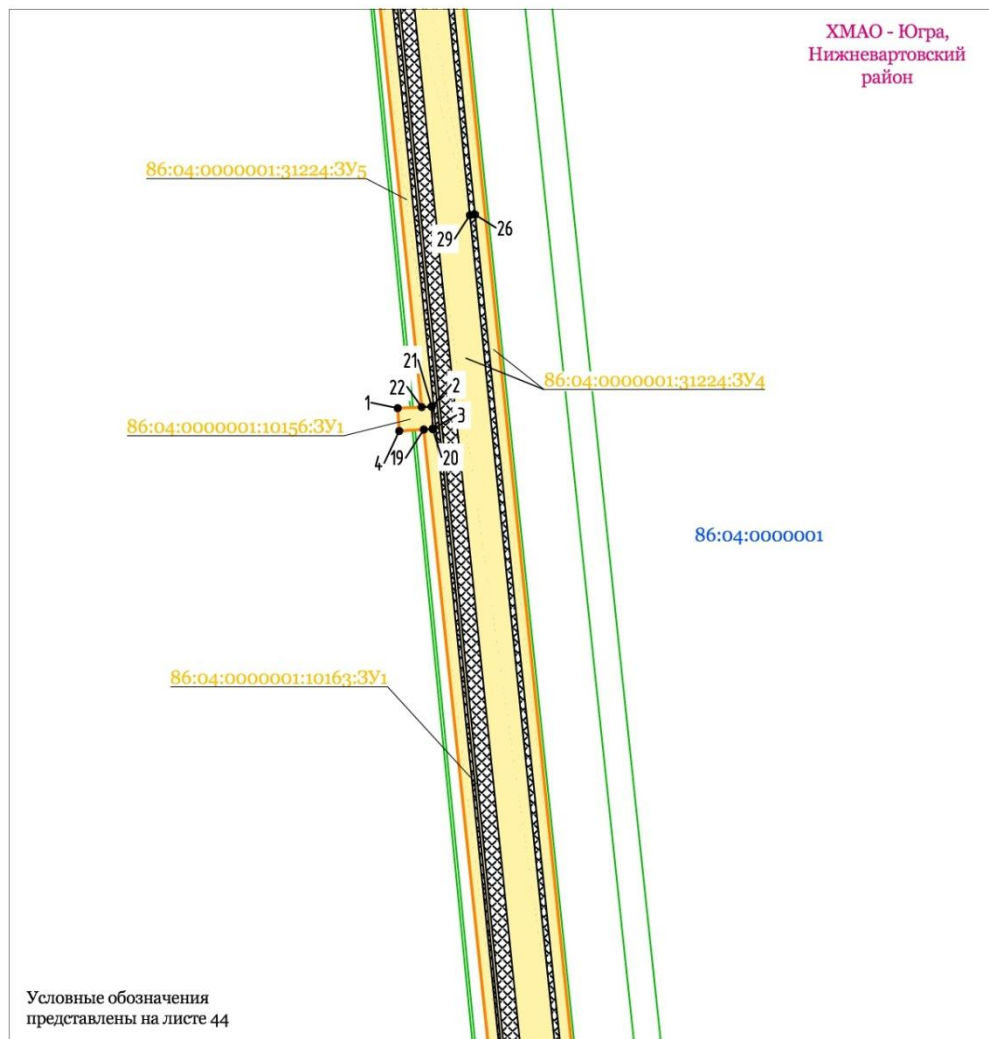 ХМАО - Югра,
Нижневартовский
район
86:04:0000001:31224:ЗУ5
29
26
21
86:04:0000001:31224:ЗУ4
22
2
1
3
86:04:0000001:10156:ЗУ1
4
19
20
86:04:0000001
86:04:0000001:10163:ЗУ1
Условные обозначения
представлены на листе 44